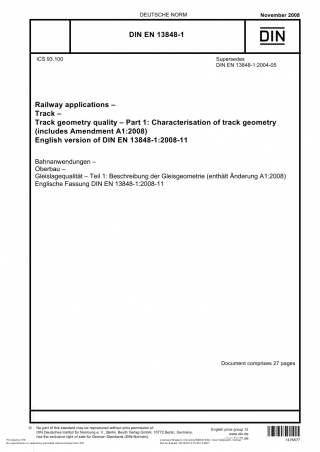 DEUTSCHE NORM
November 2008
DIN EN 13848-1
DIN
ICS 93.100
Supersedes
DIN EN 13848-1:2004-05
Railway applications –
Track –
Track geometry quality – Part 1: Characterisation of track geometry
(includes Amendment A1:2008)
English version of DIN EN 13848-1:2008-11
Bahnanwendungen –
Oberbau –
Gleislagequalität – Teil 1: Beschreibung der Gleisgeometrie (enthält Änderung A1:2008)
Englische Fassung DIN EN 13848-1:2008-11
Document comprises 27 pages
No part of this standard may be reproduced without prior permission of
DIN Deutsches Institut für Normung e. V., Berlin. Beuth Verlag GmbH, 10772 Berlin, Germany,
has the exclusive right of sale for German Standards (DIN-Normen).
English price group 12
www.din.de